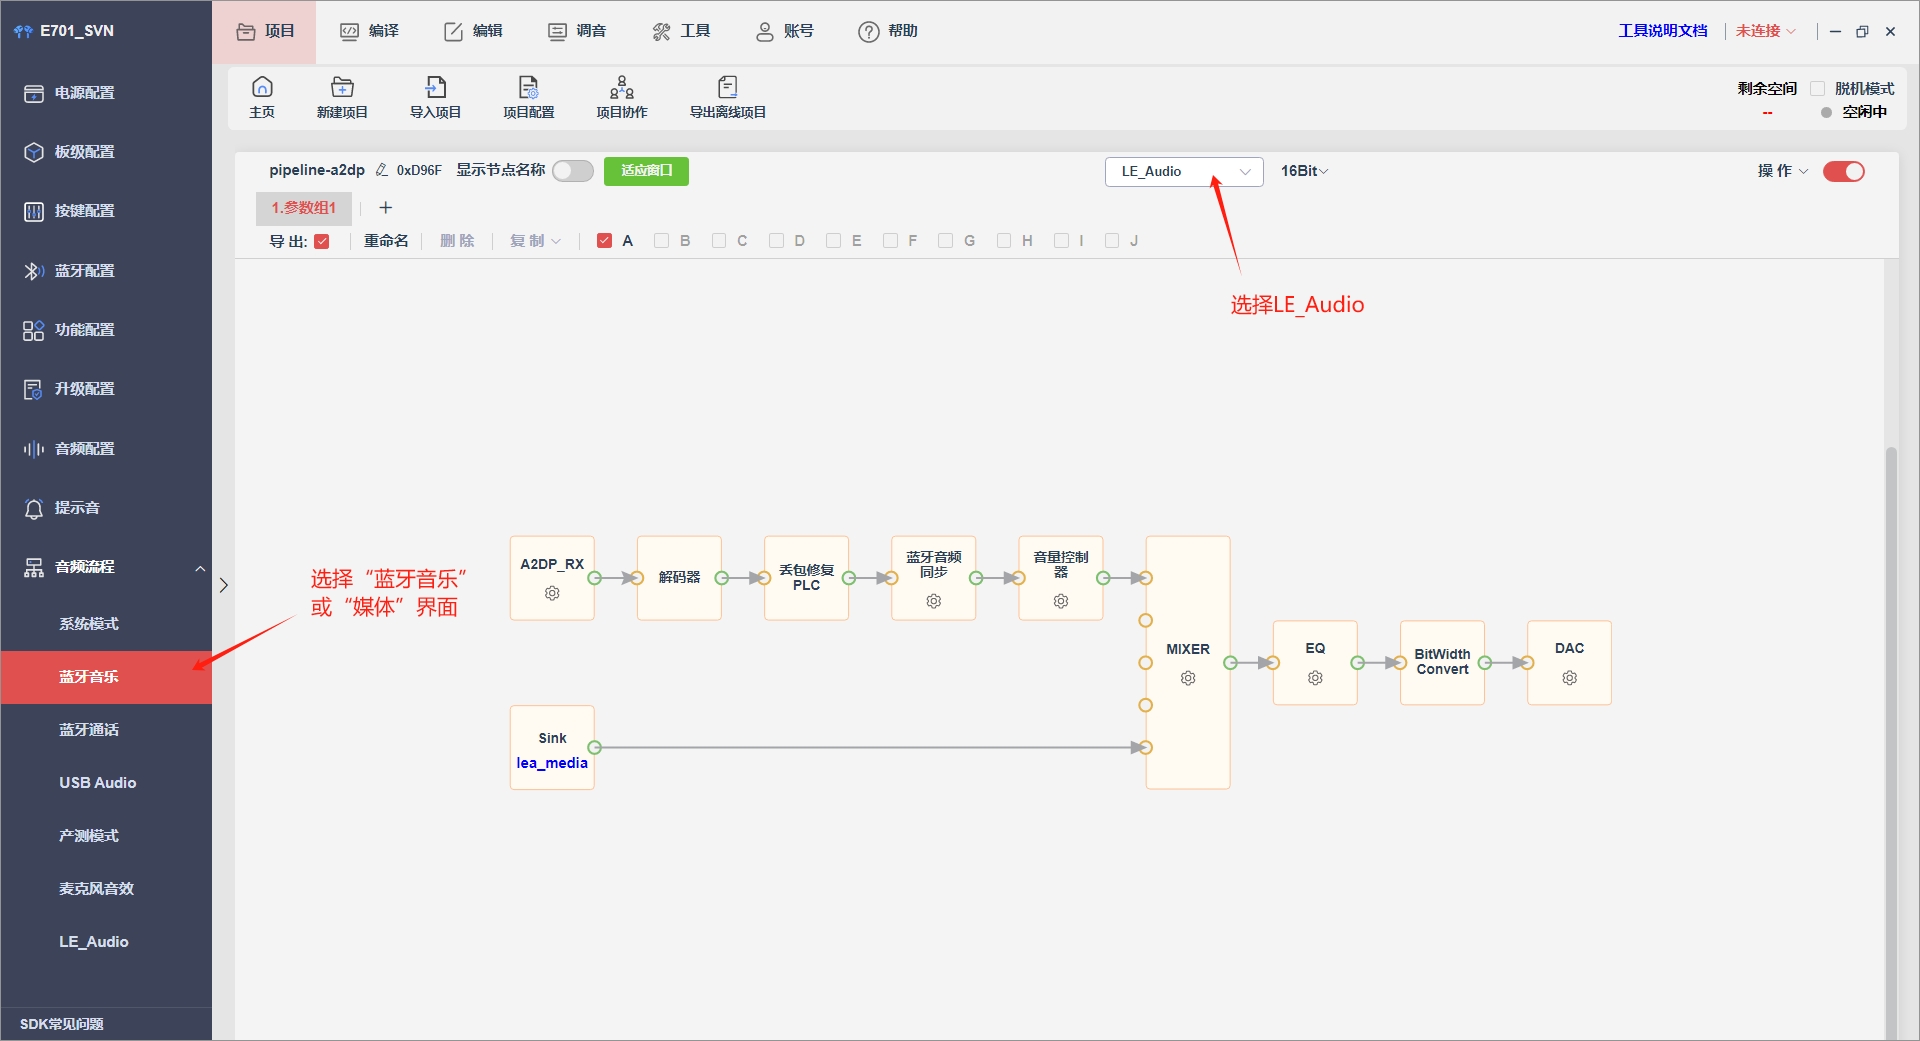 E701_SVN
项目
编译
编辑
调音
工具
账号
帮助
工具说明文档
未连接
主页
新建项目
导入项目
项目配置
项目协作
导出离线项目
剩余空间
--
脱机模式
空闲中
电源配置
板级配置
按键配置
蓝牙配置
功能配置
升级配置
音频配置
提示音
音频流程
系统模式
蓝牙音乐
蓝牙通话
USB Audio
产测模式
麦克风音效
LE_Audio
SDK常见问题
pipeline-a2dp
0xD96F
显示节点名称
适应窗口
LE_Audio
16Bit
操 作
1.参数组1
+
导 出:
重命名
删 除
复 制
A B C D E F G H I J
选择LE_Audio
选择“蓝牙音乐”
或“媒体”界面
A2DP_RX
解码器
丢包修复
PLC
蓝牙音频
同步
音量控制
器
MIXER
EQ
BitWidth
Convert
DAC
Sink
lea_media